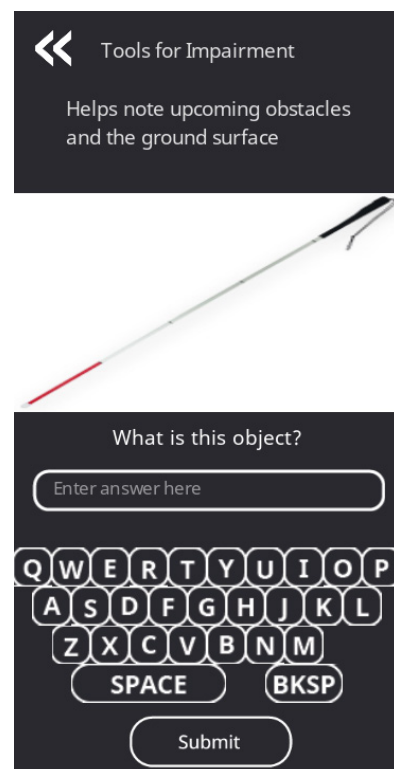 Tools for Impairment
Helps note upcoming obstacles
and the ground surface
What is this object?
Enter answer here
Q W E R T Y U I O P
A S D F G H J K L
Z X C V B N M
SPACE BKSP
Submit